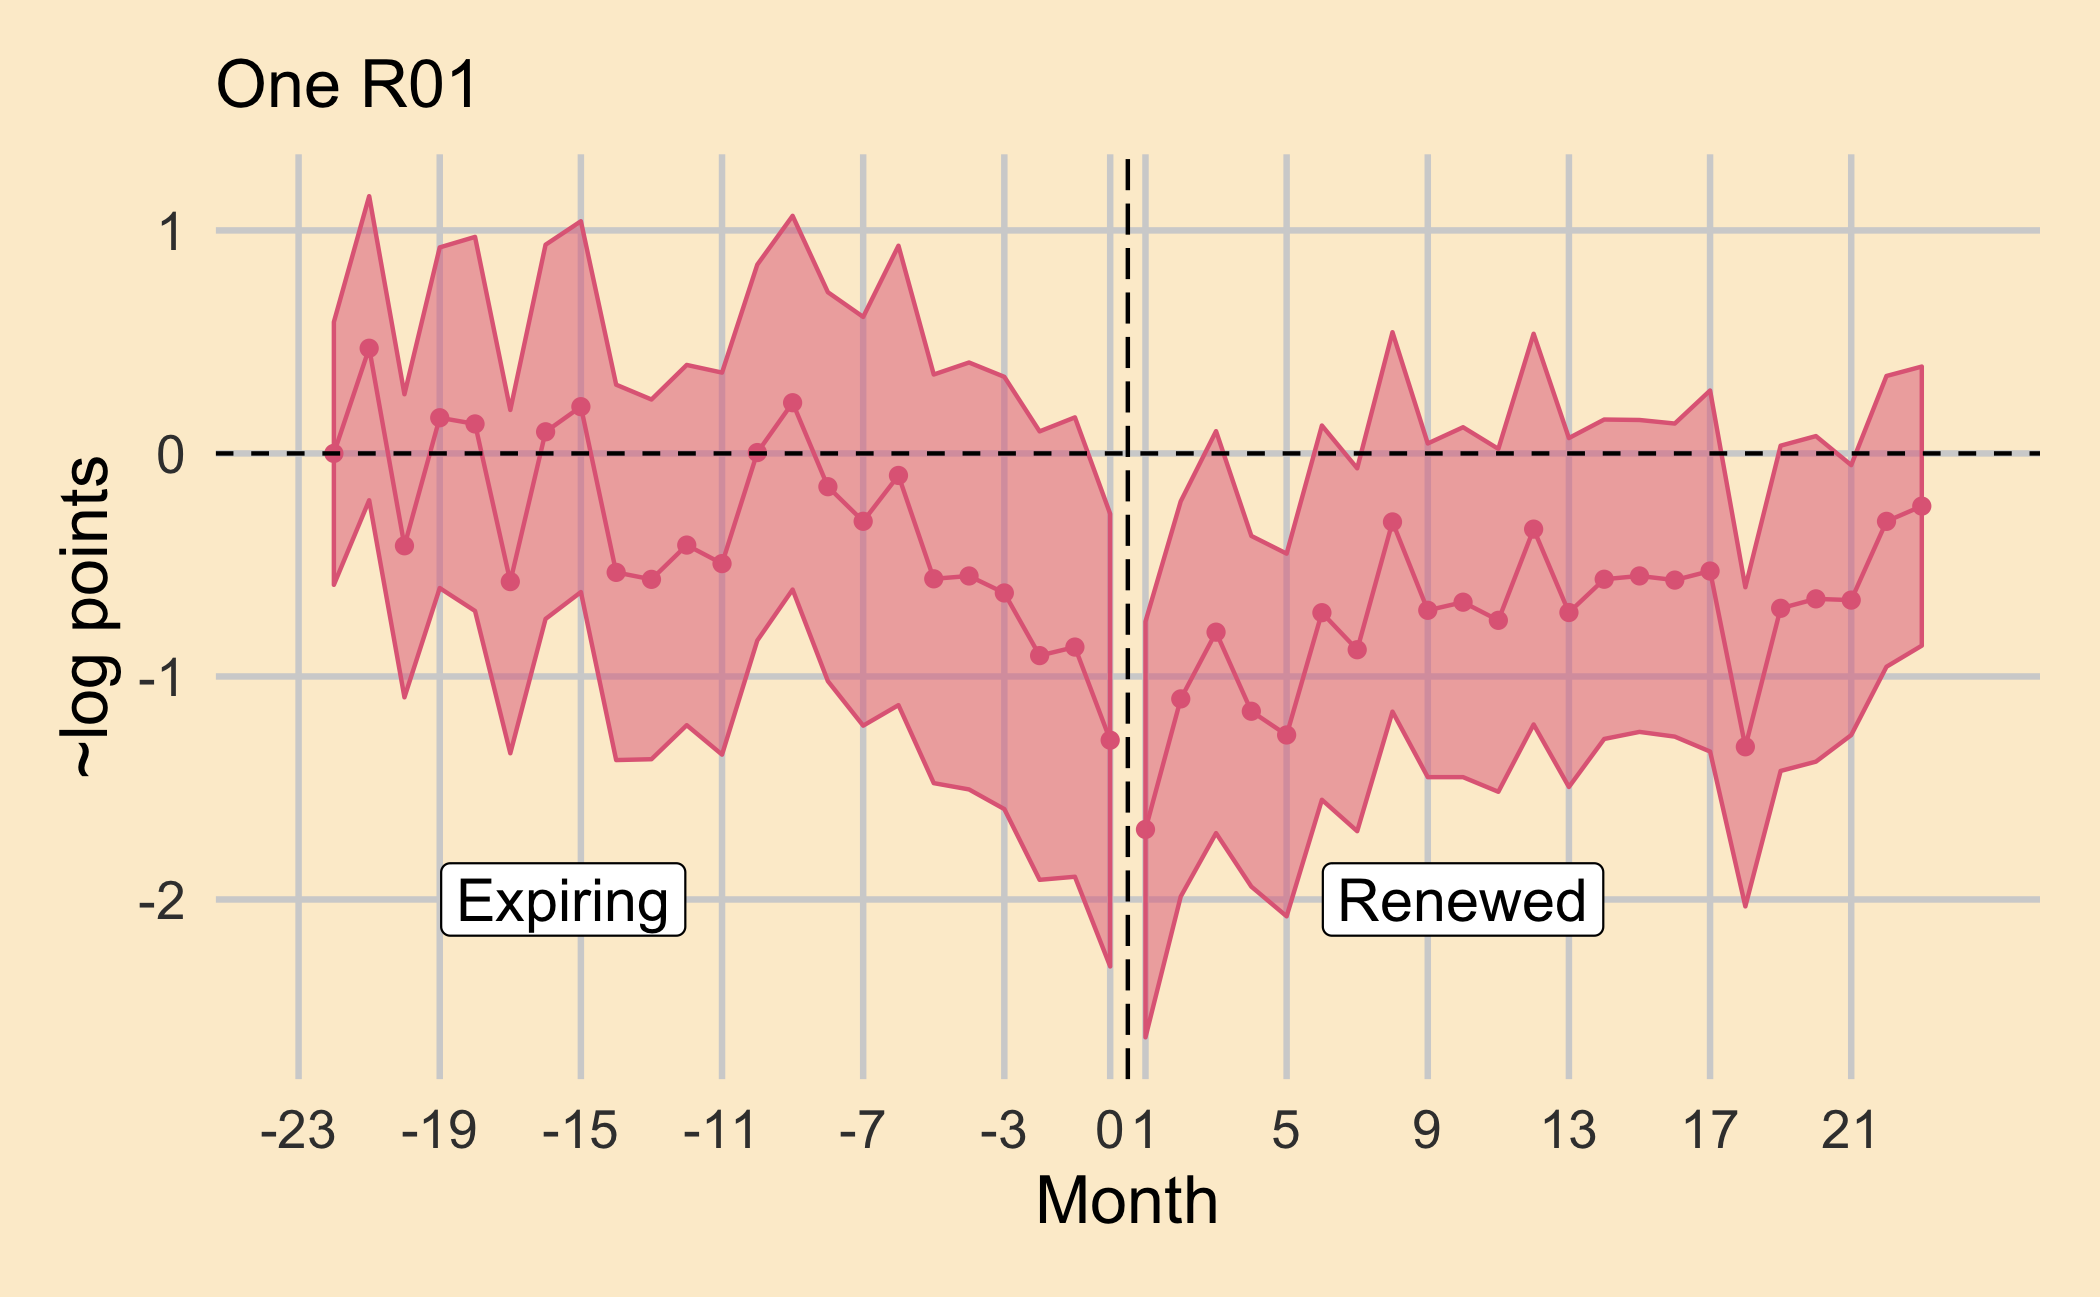 One R01
~log points
1
0
-1
-2
Expiring
Renewed
-23 -19 -15 -11 -7 -3 0 1 5 9 13 17 21
Month